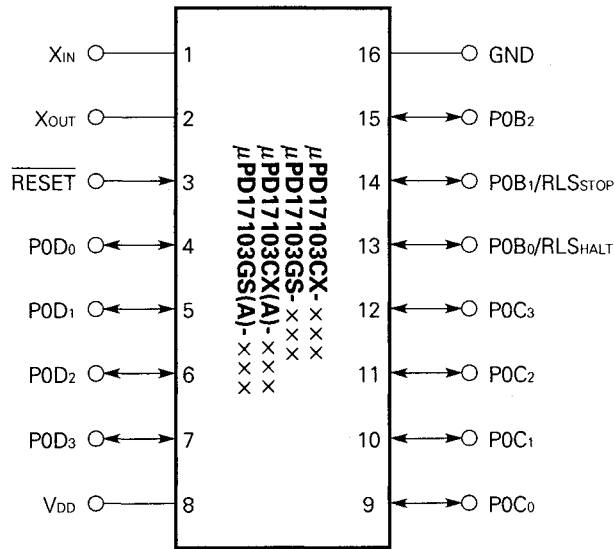 XIN 1 16 GND
XOUT 2 15 P0B2
RESET 3 14 P0B1/RLSSTOP
P0D0 4 13 P0B0/RLSHALT
P0D1 5 12 P0C3
P0D2 6 11 P0C2
P0D3 7 10 P0C1
VDD 8 9 P0C0
μPD17103CX-×××
μPD17103GS-×××
μPD17103CX(A)-×××
μPD17103GS(A)-×××